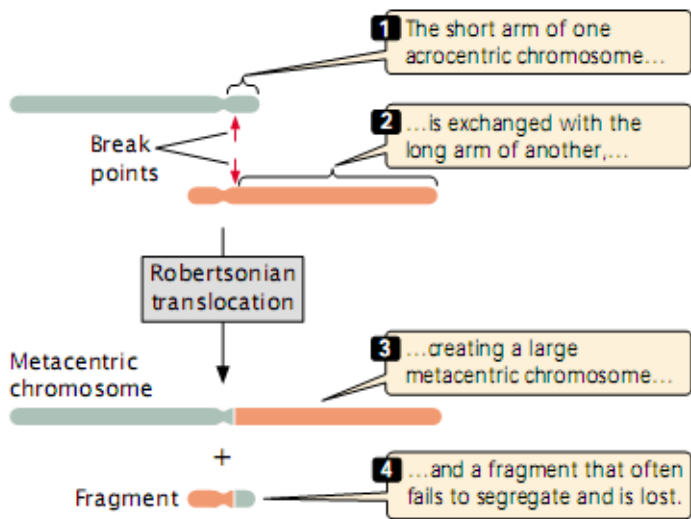 1 The short arm of one
acrocentric chromosome…
2 …is exchanged with the
long arm of another,…
Break
points
Robertsonian
translocation
3 …creating a large
metacentric chromosome…
Metacentric
chromosome
+
4 …and a fragment that often
fails to segregate and is lost.
Fragment